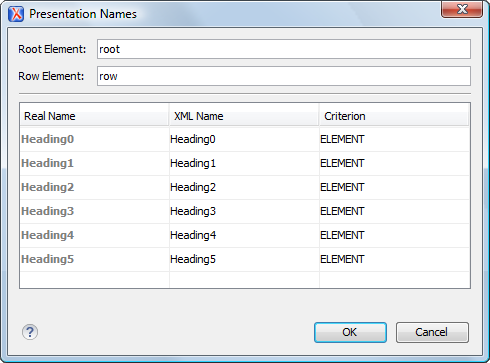 Presentation Names
Root Element: root
Row Element: row
Real Name XML Name Criterion
Heading0 Heading0 ELEMENT
Heading1 Heading1 ELEMENT
Heading2 Heading2 ELEMENT
Heading3 Heading3 ELEMENT
Heading4 Heading4 ELEMENT
Heading5 Heading5 ELEMENT
? OK Cancel